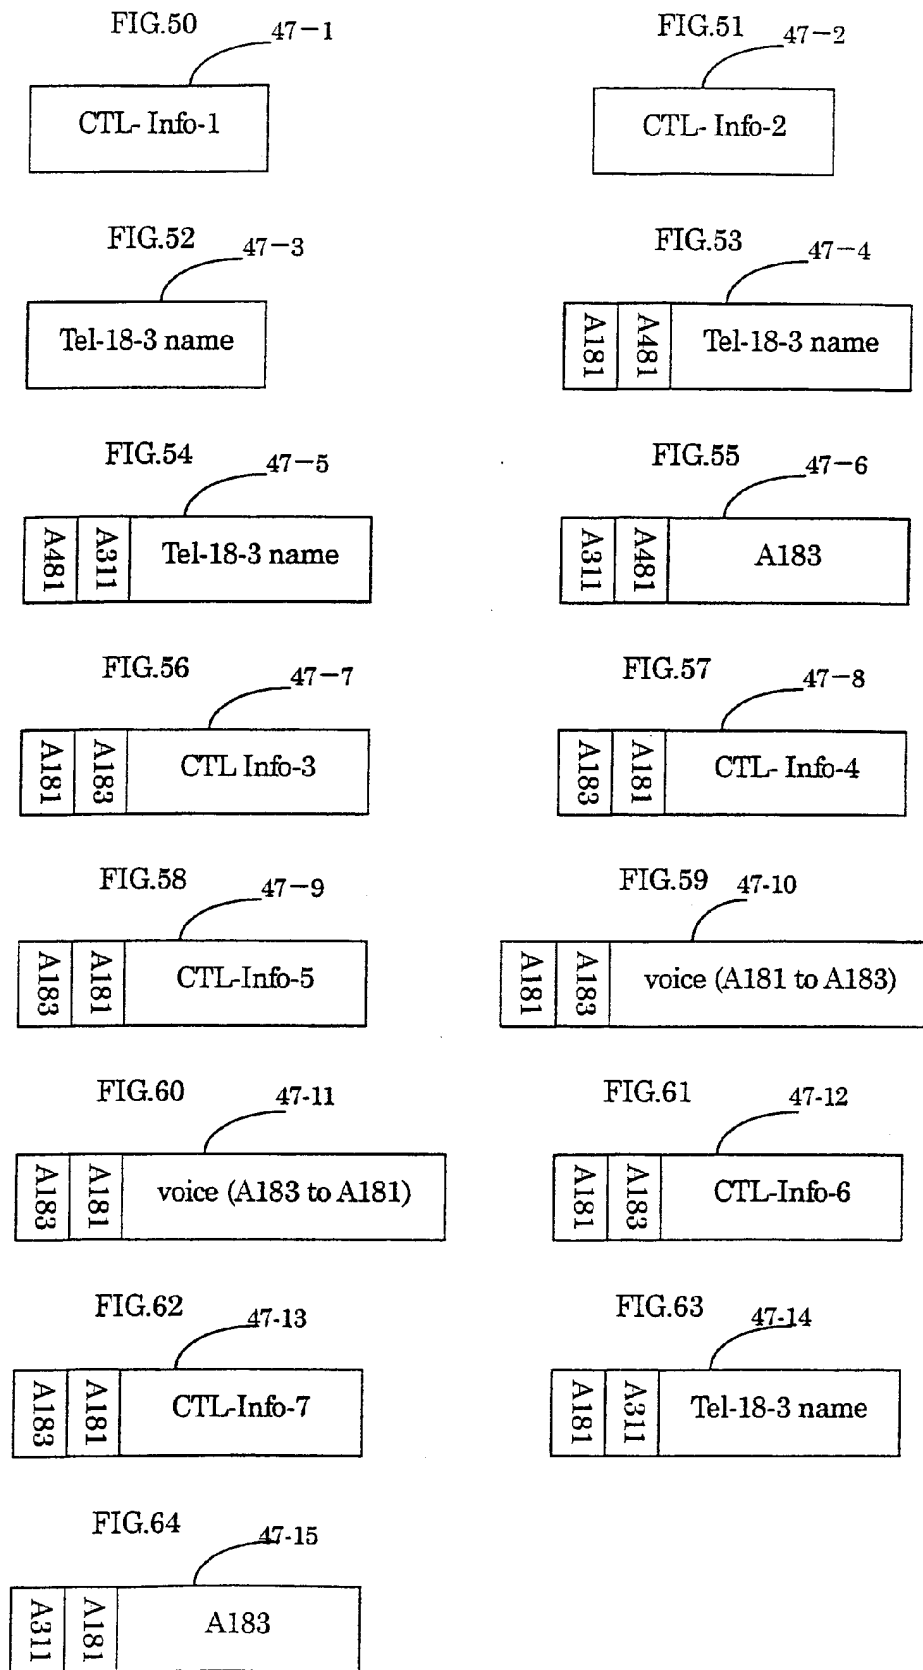 FIG.50
47-1
CTL- Info-1
FIG.51
47-2
CTL- Info-2
FIG.52
47-3
Tel-18-3 name
FIG.53
47-4
A181
A481
Tel-18-3 name
FIG.54
47-5
A481
A311
Tel-18-3 name
FIG.55
47-6
A311
A481
A183
FIG.56
47-7
A181
A183
CTL Info-3
FIG.57
47-8
A183
A181
CTL- Info-4
FIG.58
47-9
A183
A181
CTL-Info-5
FIG.59
47-10
A181
A183
voice (A181 to A183)
FIG.60
47-11
A183
A181
voice (A183 to A181)
FIG.61
47-12
A181
A183
CTL-Info-6
FIG.62
47-13
A183
A181
CTL-Info-7
FIG.63
47-14
A181
A311
Tel-18-3 name
FIG.64
47-15
A311
A181
A183